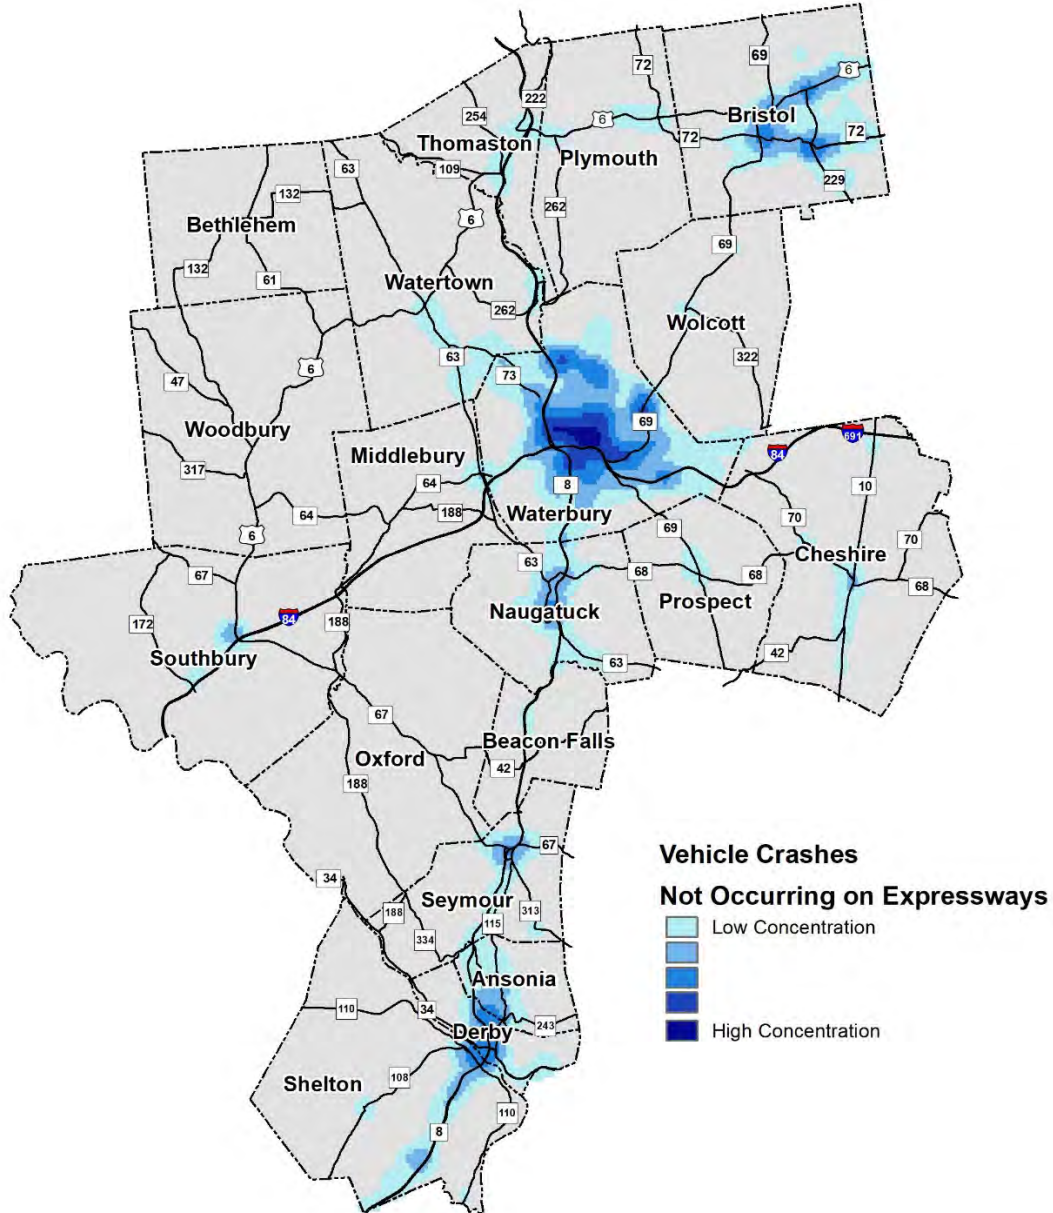 69
6
72
222
254
6
Bristol
72
Thomaston
72
Plymouth
63
109
229
132
6
262
Bethlehem
69
132
61
Watertown
262
Wolcott
63
322
6
73
47
69
Woodbury
691
84
Middlebury
317
64
8
10
188
Waterbury
64
70
69
6
70
Cheshire
63
67
68
68
68
Prospect
Naugatuck
84
188
172
42
Southbury
63
67
Beacon Falls
Oxford
42
188
67
34
Seymour
188
313
115
334
Ansonia
110
34
243
Derby
108
Shelton
110
8
Vehicle Crashes
Not Occurring on Expressways
Low Concentration
High Concentration